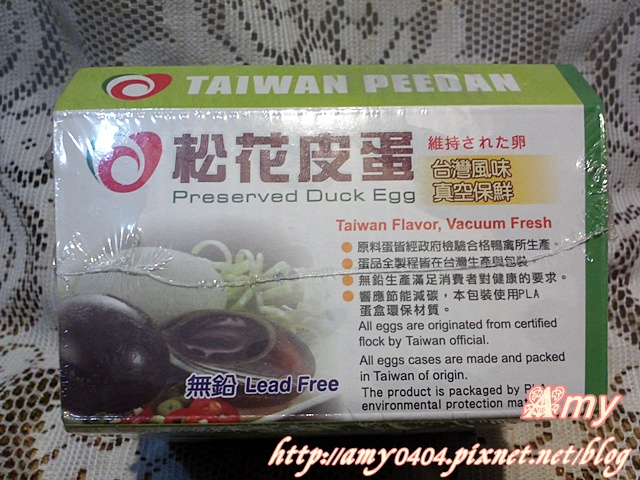 TAIWAN PEEDAN
松花皮蛋
維持された卵
Preserved Duck Egg
台灣風味
真空保鮮
Taiwan Flavor, Vacuum Fresh
原料蛋皆經政府檢驗合格鴨禽所生產。
蛋品全製程皆在台灣生產與包裝。
無鉛生產滿足消費者對健康的要求。
響應節能減碳，本包裝使用PLA
蛋盒環保材質。
All eggs are originated from certified
flock by Taiwan official.
All eggs cases are made and packed
in Taiwan of origin.
The product is packaged by
environmental protection
無鉛 Lead Free
Amy
http://amy0404.pixnet.net/blog